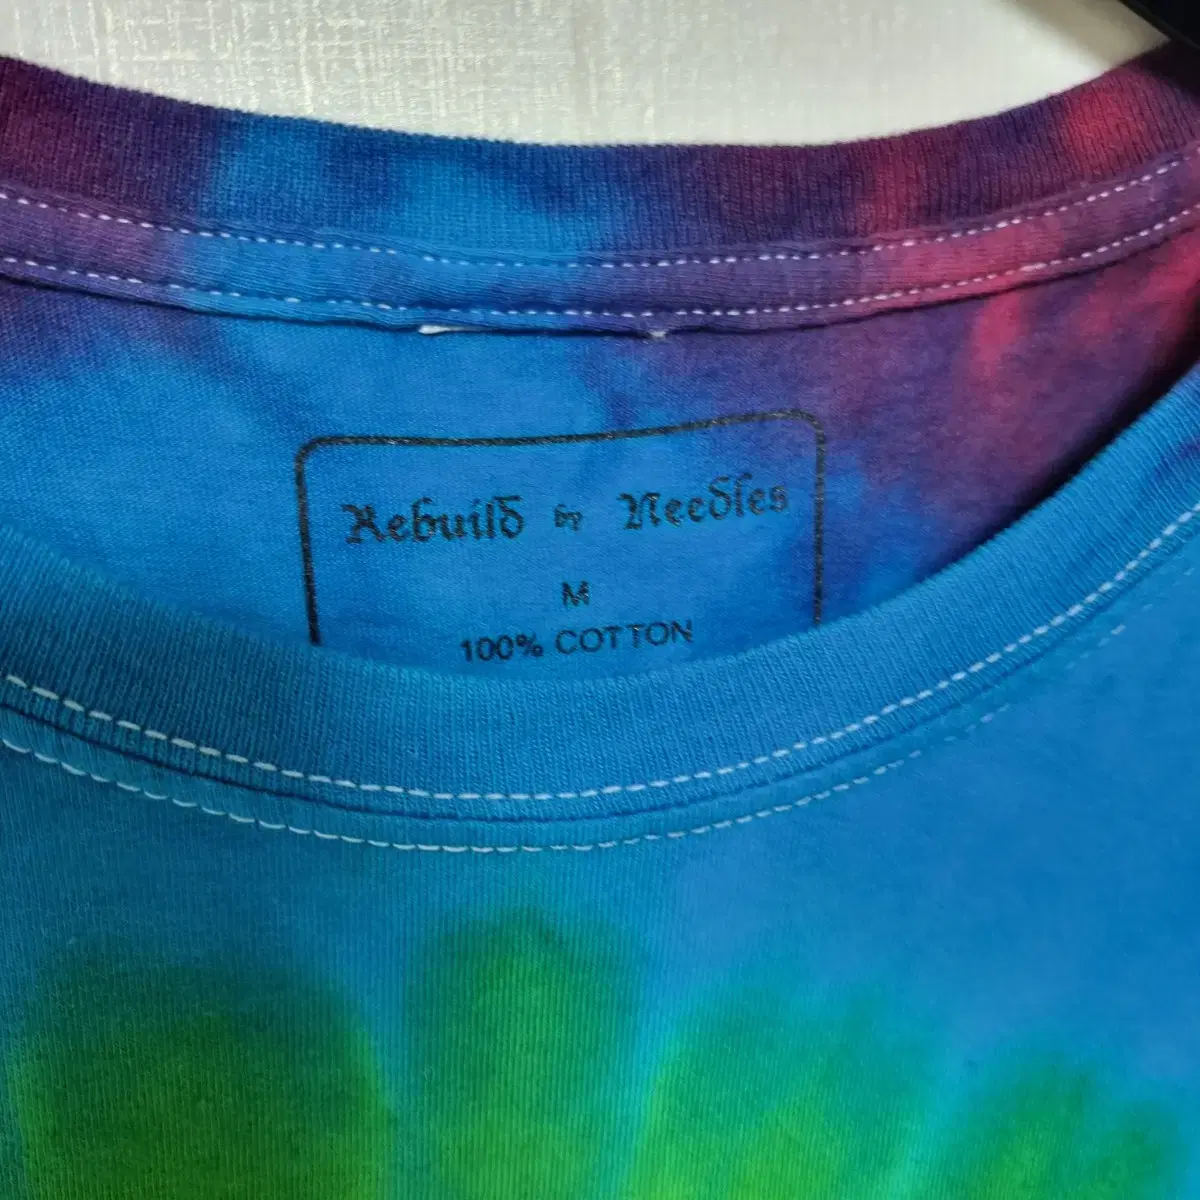 Rebuild by Needles
M
100% COTTON